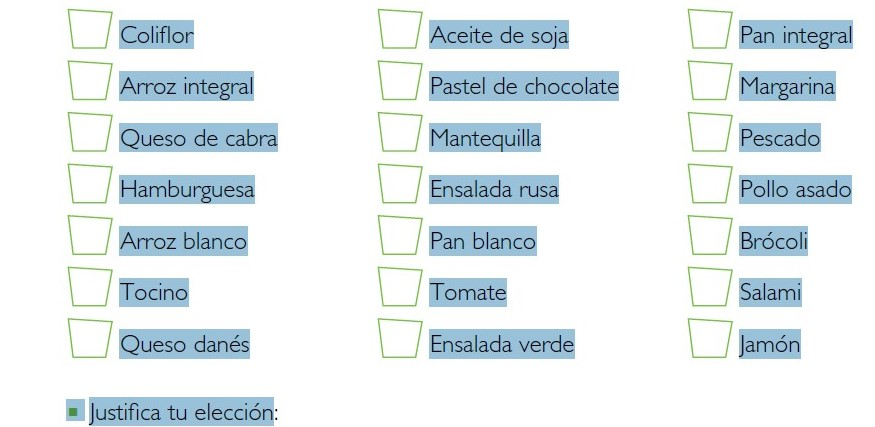 Coliflor
Arroz integral
Queso de cabra
Hamburguesa
Arroz blanco
Tocino
Queso danés
Aceite de soja
Pastel de chocolate
Mantequilla
Ensalada rusa
Pan blanco
Tomate
Ensalada verde
Pan integral
Margarina
Pescado
Pollo asado
Brócoli
Salami
Jamón
Justifica tu elección: